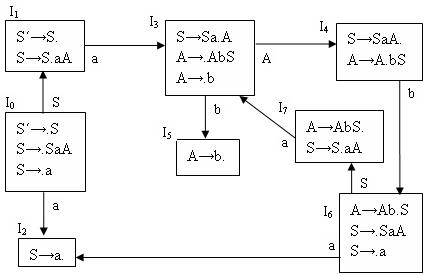 I1
S´→S.
S→S.aA
a
S
I0
S´→.S
S→.SaA
S→.a
a
I2
S→a.
I3
S→Sa.A
A→.AbS
A→.b
A
b
I5
A→b.
I4
S→SaA.
A→A.bS
b
I7
A→AbS.
S→S.aA
a
S
I6
A→Ab.S
S→.SaA
S→.a
a